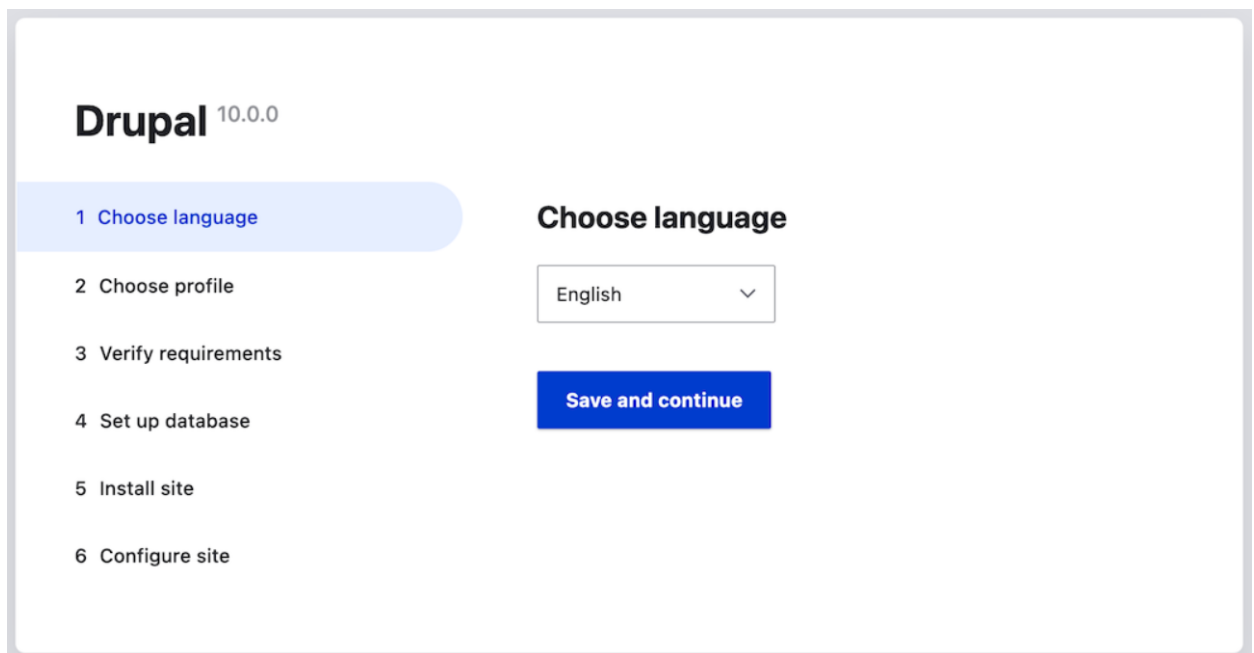 Drupal 10.0.0
1 Choose language
2 Choose profile
3 Verify requirements
4 Set up database
5 Install site
6 Configure site
Choose language
English
Save and continue